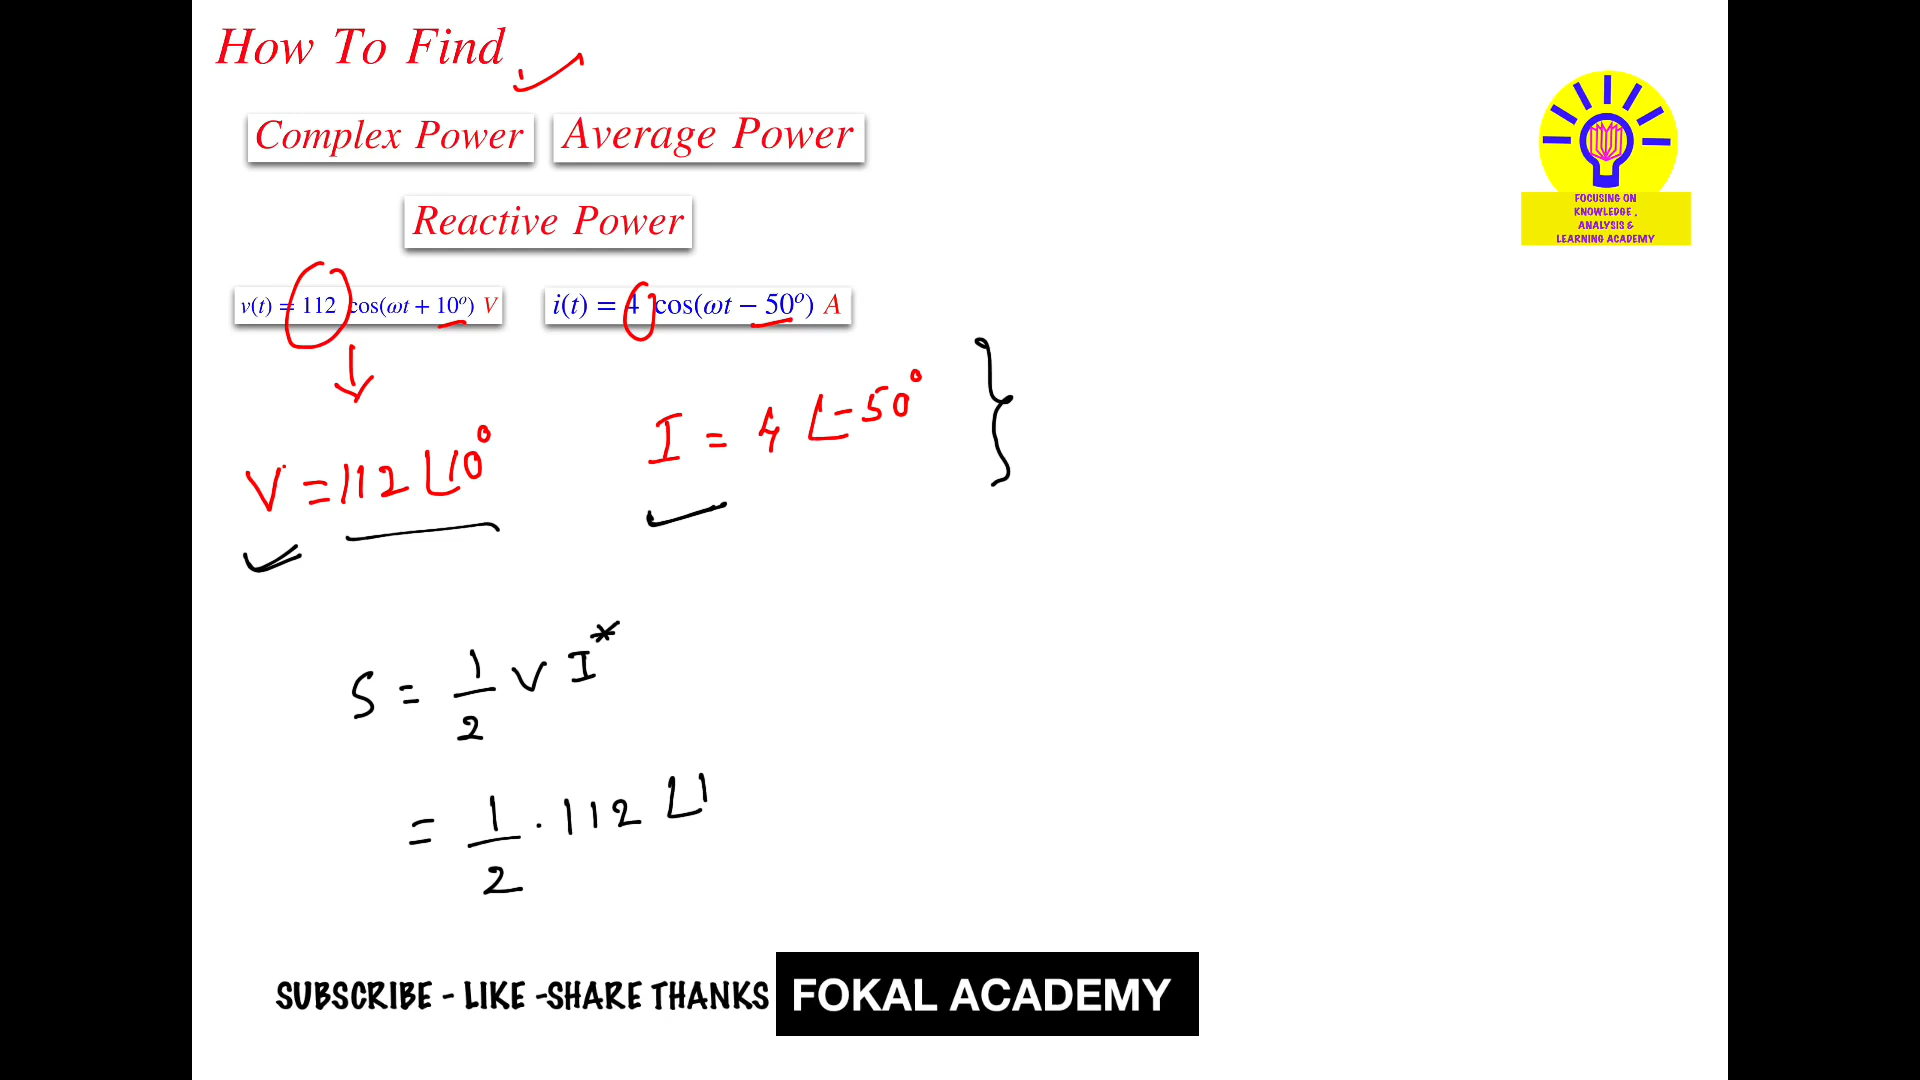 How To Find
Complex Power Average Power
Reactive Power
v(t) = 112 cos(ωt + 10°) V i(t) = 4 cos(ωt − 50°) A
V = 112 ∠10° I = 4 ∠-50°
S = 1/2 V I*
= 1/2 . 112 ∠1
FOCUSING ON
KNOWLEDGE ,
ANALYSIS &
LEARNING ACADEMY
SUBSCRIBE - LIKE -SHARE THANKS FOKAL ACADEMY